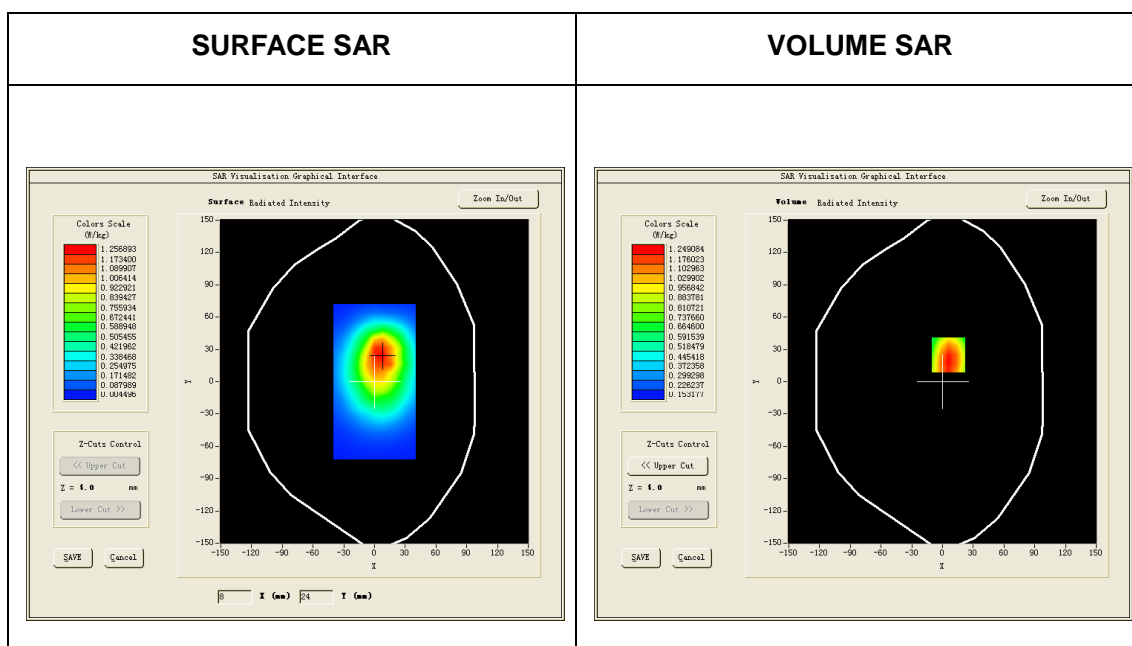 SURFACE SAR
VOLUME SAR
SAR Visualisation Graphical Interface
Surface Radiated Intensity
Zoom In/Out
Colors Scale
(W/kg)
1.256893
1.173400
1.089907
1.006414
0.922921
0.839427
0.755934
0.672441
0.588948
0.505455
0.421962
0.338468
0.254975
0.171482
0.087989
0.004496
150
120
90
60
30
0
-30
-60
-90
-120
-150
Y
-150 -120 -90 -60 -30 0 30 60 90 120 150
X
Z-Cuts Control
<< Upper Cut
Z = 4.0 mm
Lower Cut >>
SAVE Cancel
8 X (mm) 24 Y (mm)
SAR Visualisation Graphical Interface
Volume Radiated Intensity
Zoom In/Out
Colors Scale
(W/kg)
1.249084
1.176023
1.102963
1.029902
0.956842
0.883781
0.810721
0.737660
0.664600
0.591539
0.518479
0.445418
0.372358
0.299298
0.226237
0.153177
150
120
90
60
30
0
-30
-60
-90
-120
-150
Y
-150 -120 -90 -60 -30 0 30 60 90 120 150
X
Z-Cuts Control
<< Upper Cut
Z = 4.0 mm
Lower Cut >>
SAVE Cancel